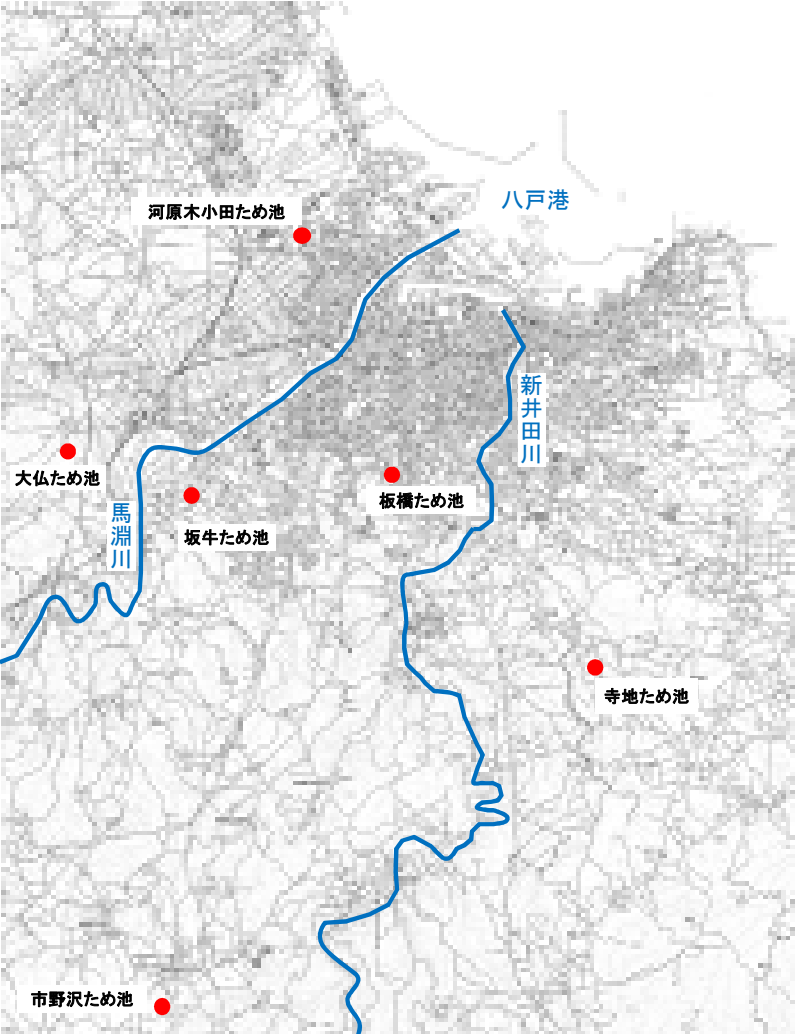 八戸港
河原木小田ため池
新井田川
大仏ため池
板橋ため池
馬淵川
坂牛ため池
寺地ため池
市野沢ため池